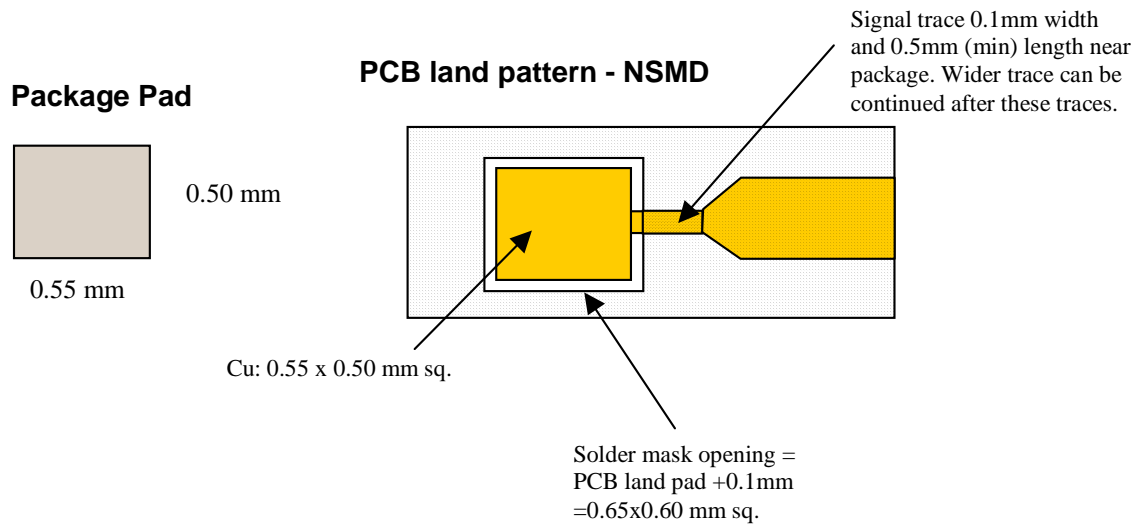 Signal trace 0.1mm width
and 0.5mm (min) length near
package. Wider trace can be
continued after these traces.
PCB land pattern - NSMD
Package Pad
0.50 mm
0.55 mm
Cu: 0.55 x 0.50 mm sq.
Solder mask opening =
PCB land pad +0.1mm
=0.65x0.60 mm sq.